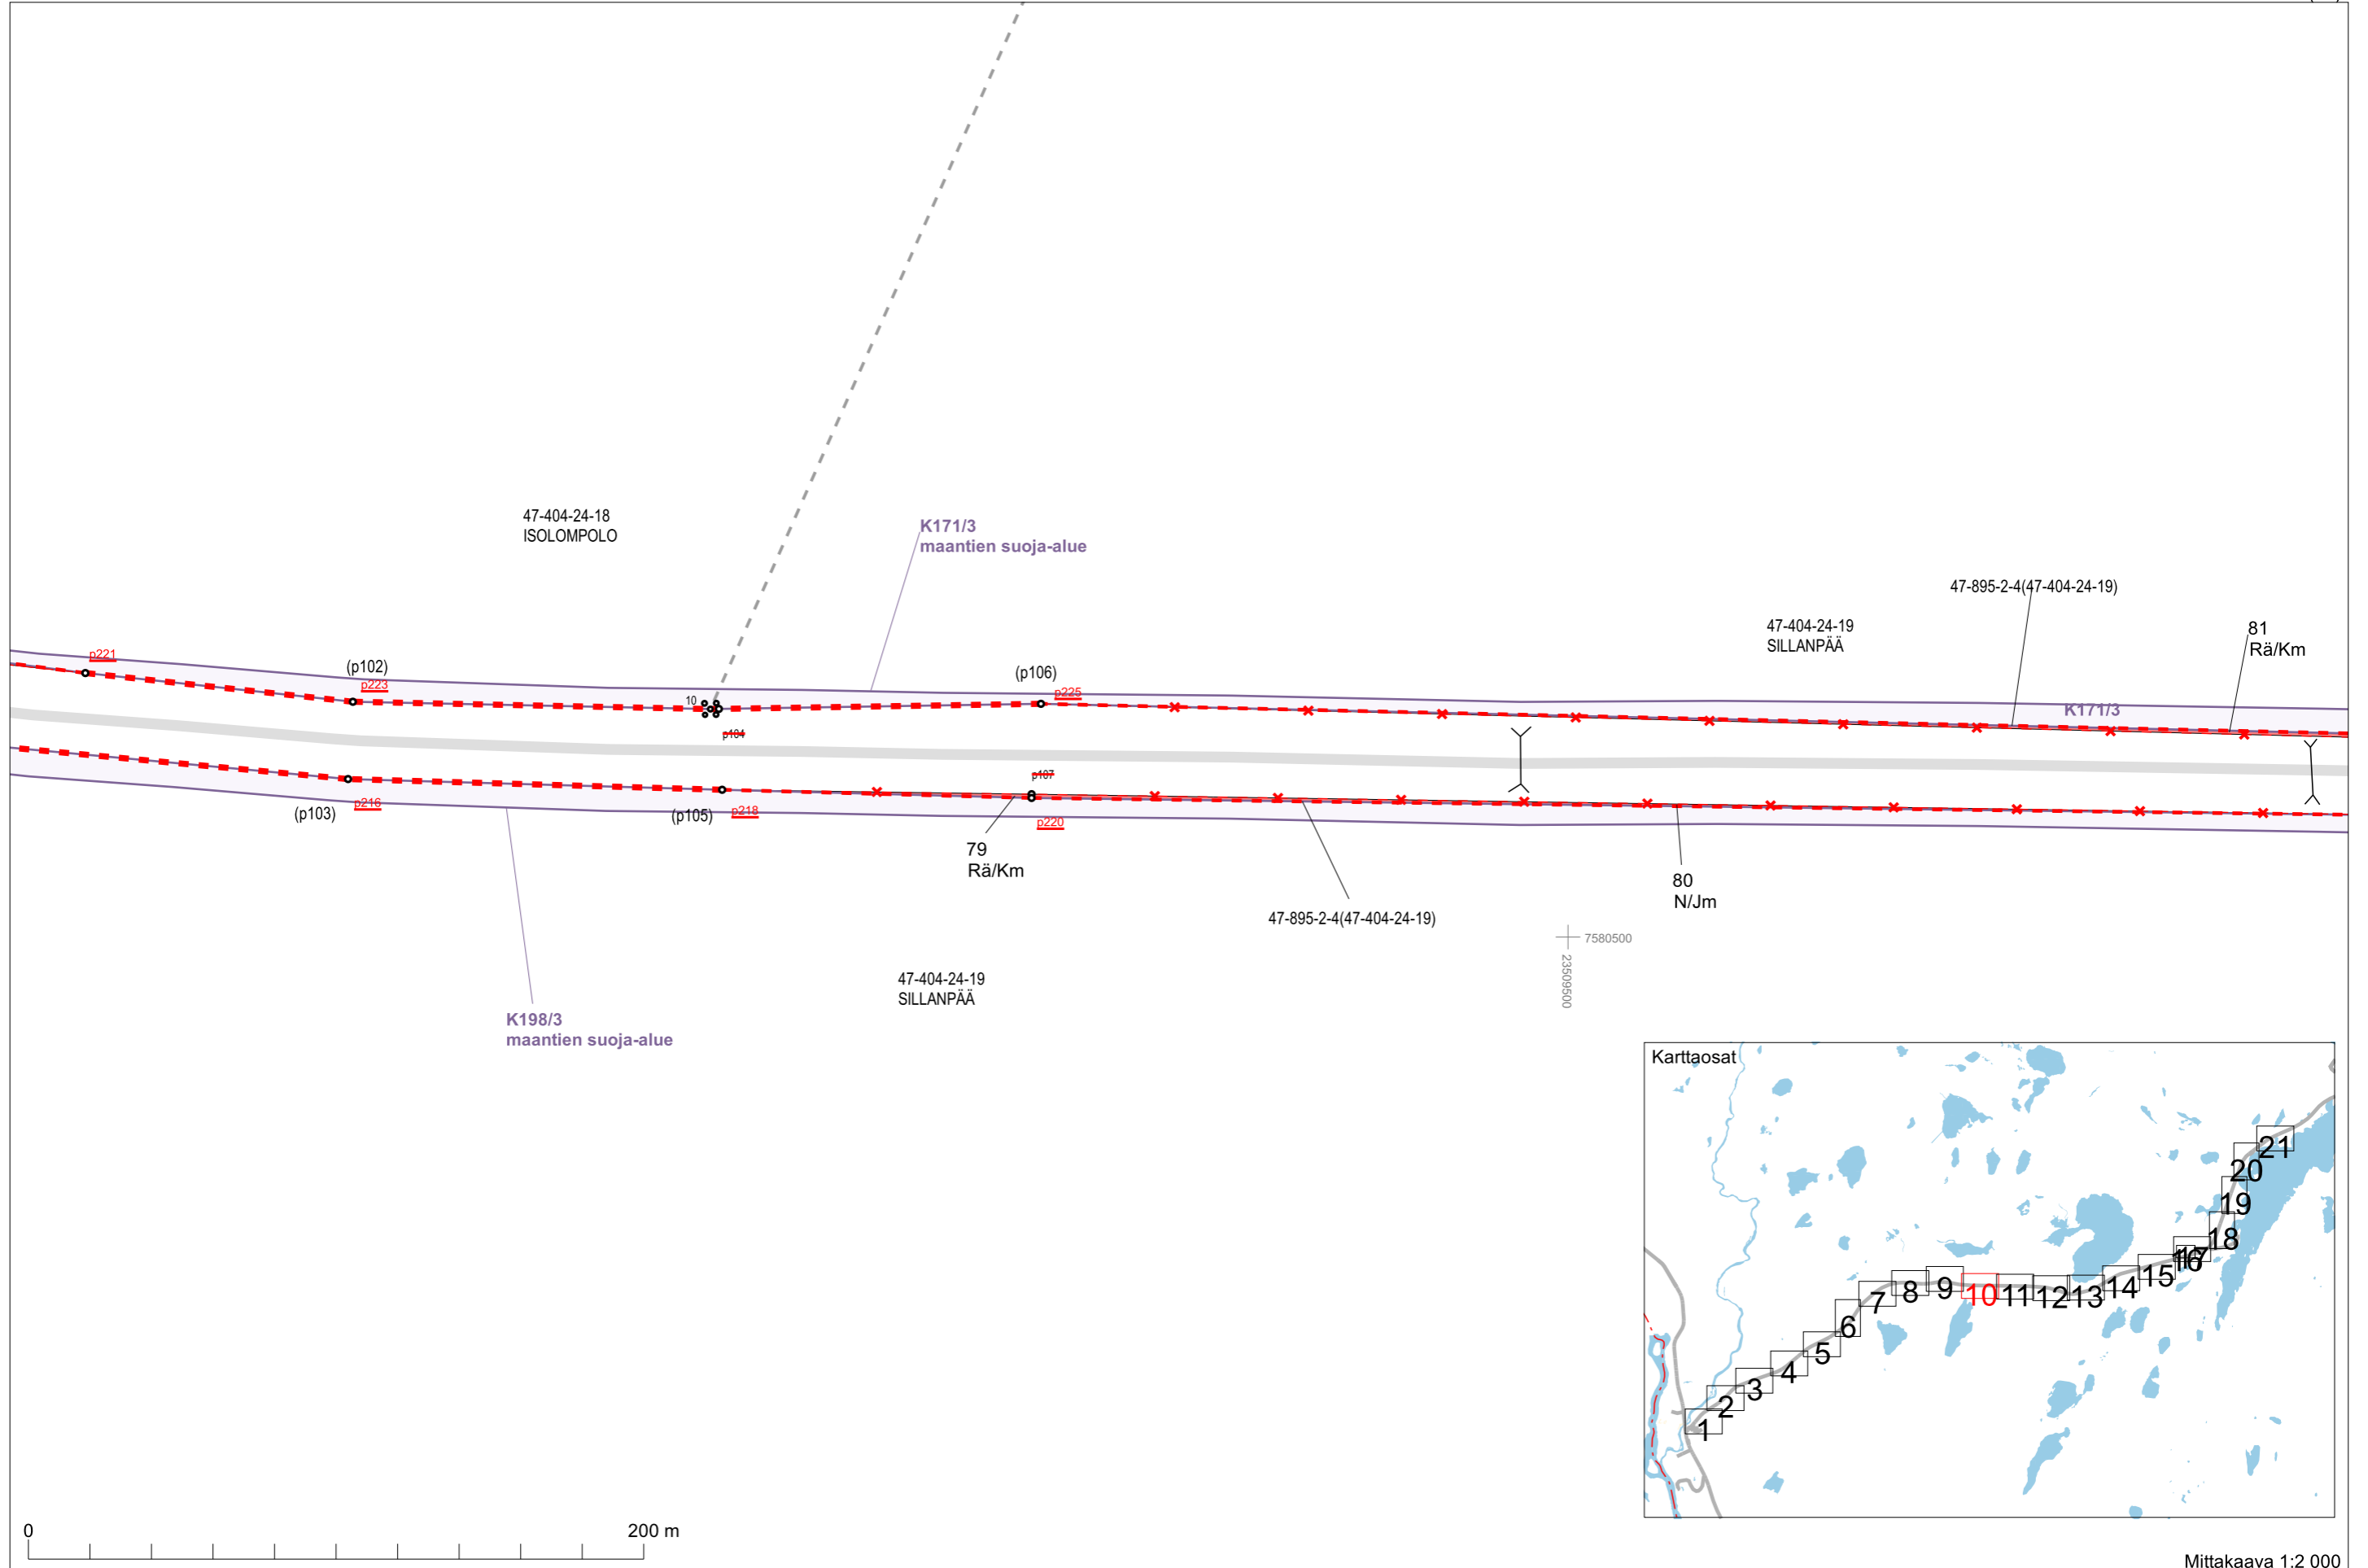 47-404-24-18
ISOLOMPOLO
K171/3
maantien suoja-alue
47-895-2-4(47-404-24-19)
47-404-24-19
SILLANPÄÄ
81
Rä/Km
p221
(p102)
p223
(p106)
p225
10
p104
K171/3
p107
(p103)
p216
(p105)
p218
p220
79
Rä/Km
80
N/Jm
47-895-2-4(47-404-24-19)
7580500
23509500
47-404-24-19
SILLANPÄÄ
K198/3
maantien suoja-alue
Karttaosat
21
20
19
18
17
16
15
14
13
12
11
10
9
8
7
6
5
4
3
2
1
0
200 m
Mittakaava 1:2 000